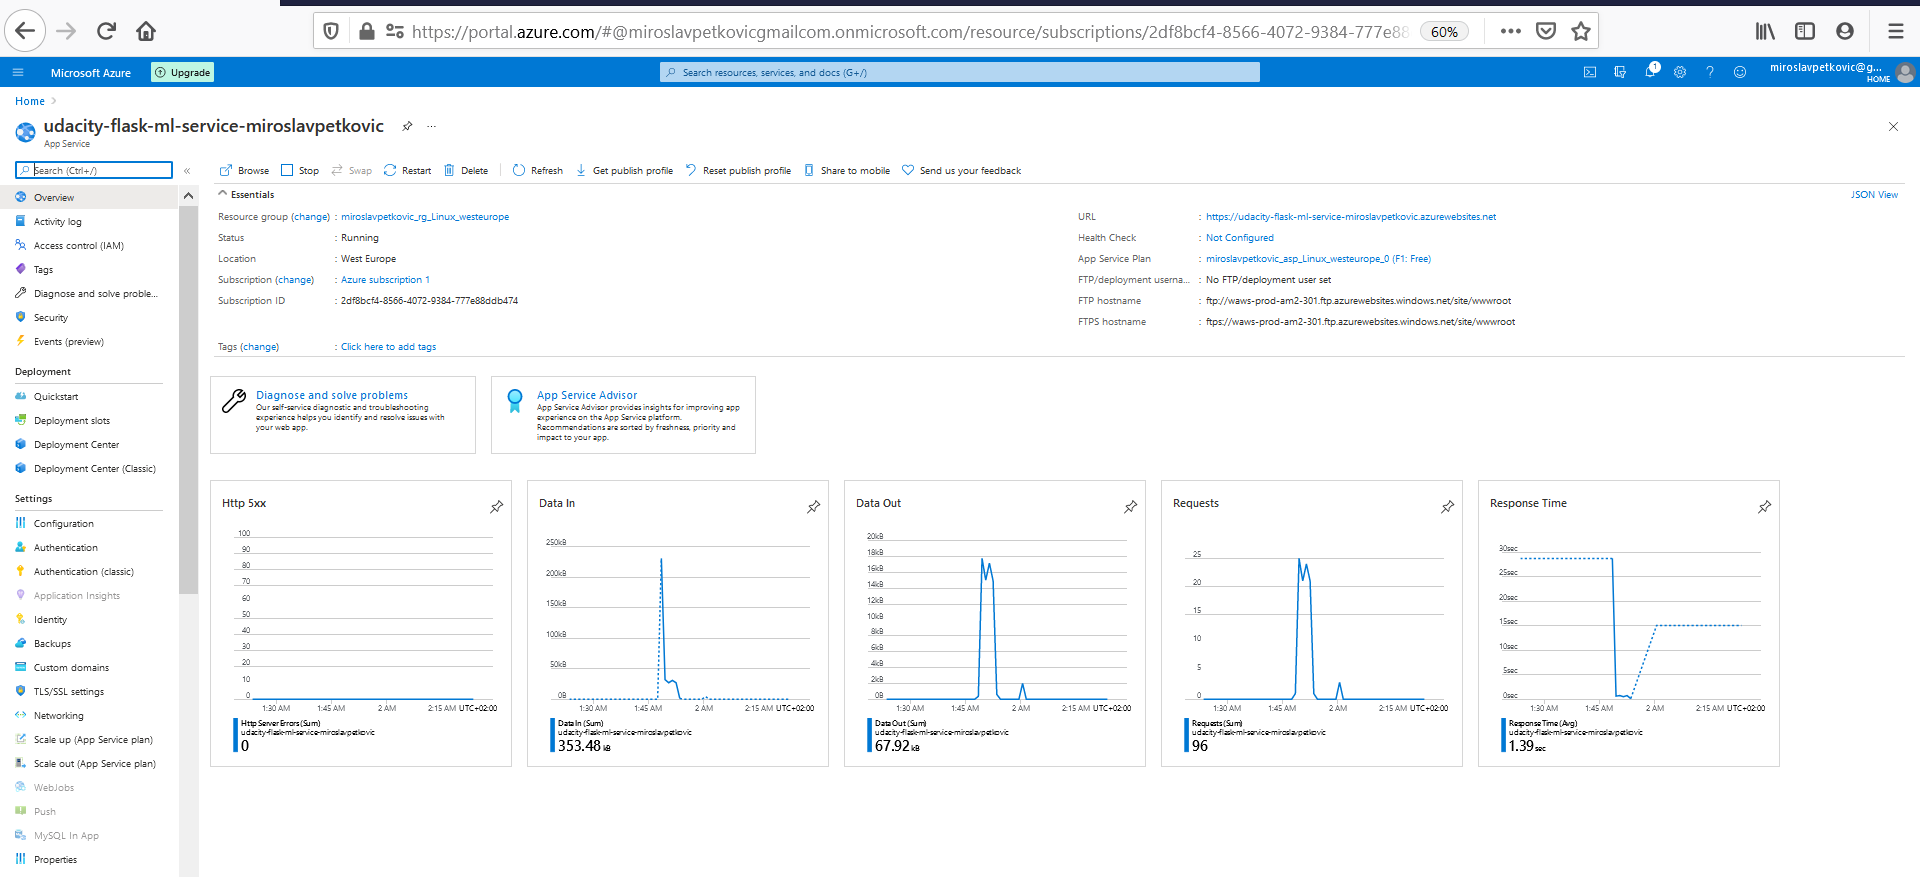 https://portal.azure.com/#@miroslavpetkovicgmailcom.onmicrosoft.com/resource/subscriptions/2df8bcf4-8566-4072-9384-777e88
60%
Microsoft Azure
Upgrade
Search resources, services, and docs (G+/)
1
miroslavpetkovic@g...
HOME
Home
udacity-flask-ml-service-miroslavpetkovic
...
App Service
Search (Ctrl+/)
«
Browse
Stop
Swap
Restart
Delete
Refresh
Get publish profile
Reset publish profile
Share to mobile
Send us your feedback
Overview
Activity log
Access control (IAM)
Tags
Diagnose and solve proble...
Security
Events (preview)
Deployment
Quickstart
Deployment slots
Deployment Center
Deployment Center (Classic)
Settings
Configuration
Authentication
Authentication (classic)
Application Insights
Identity
Backups
Custom domains
TLS/SSL settings
Networking
Scale up (App Service plan)
Scale out (App Service plan)
WebJobs
Push
MySQL In App
Properties
Essentials
JSON View
Resource group (change) : miroslavpetkovic_rg_Linux_westeurope
Status : Running
Location : West Europe
Subscription (change) : Azure subscription 1
Subscription ID : 2df8bcf4-8566-4072-9384-777e88ddb474
Tags (change) : Click here to add tags
URL : https://udacity-flask-ml-service-miroslavpetkovic.azurewebsites.net
Health Check : Not Configured
App Service Plan : miroslavpetkovic_asp_Linux_westeurope_0 (F1: Free)
FTP/deployment userna... : No FTP/deployment user set
FTP hostname : ftp://waws-prod-am2-301.ftp.azurewebsites.windows.net/site/wwwroot
FTPS hostname : ftps://waws-prod-am2-301.ftp.azurewebsites.windows.net/site/wwwroot
Diagnose and solve problems
Our self-service diagnostic and troubleshooting
experience helps you identify and resolve issues with
your web app.
App Service Advisor
App Service Advisor provides insights for improving app
experience on the App Service platform.
Recommendations are sorted by freshness, priority and
impact to your app.
Http 5xx
100
90
80
70
60
50
40
30
20
10
0
1:30 AM 1:45 AM 2 AM 2:15 AM UTC+02:00
Http Server Errors (Sum)
udacity-flask-ml-service-miroslavpetkovic
0
Data In
250kB
200kB
150kB
100kB
50kB
0B
1:30 AM 1:45 AM 2 AM 2:15 AM UTC+02:00
Data In (Sum)
udacity-flask-ml-service-miroslavpetkovic
353.48 kB
Data Out
20kB
18kB
16kB
14kB
12kB
10kB
8kB
6kB
4kB
2kB
0B
1:30 AM 1:45 AM 2 AM 2:15 AM UTC+02:00
Data Out (Sum)
udacity-flask-ml-service-miroslavpetkovic
67.92 kB
Requests
25
20
15
10
5
0
1:30 AM 1:45 AM 2 AM 2:15 AM UTC+02:00
Requests (Sum)
udacity-flask-ml-service-miroslavpetkovic
96
Response Time
30sec
25sec
20sec
15sec
10sec
5sec
0sec
1:30 AM 1:45 AM 2 AM 2:15 AM UTC+02:00
Response Time (Avg)
udacity-flask-ml-service-miroslavpetkovic
1.39 sec